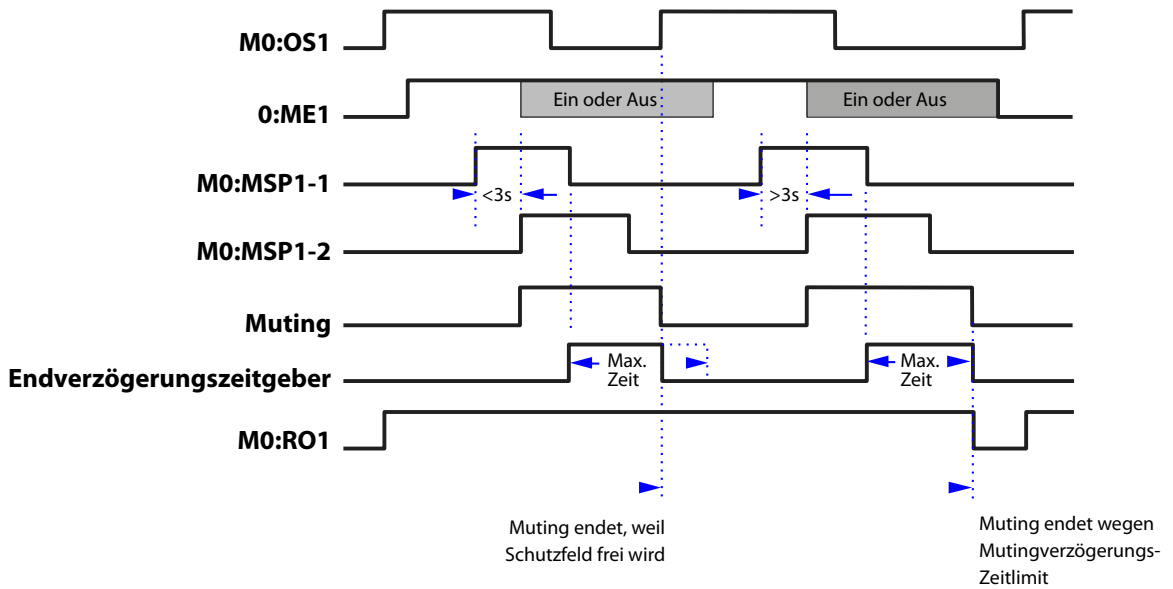 M0:OS1
0:ME1
Ein oder Aus
Ein oder Aus
M0:MSP1-1
<3s
>3s
M0:MSP1-2
Muting
Endverzögerungszeitgeber
Max.
Zeit
Max.
Zeit
M0:RO1
Muting endet, weil
Schutzfeld frei wird
Muting endet wegen
Mutingverzögerungs-
Zeitlimit